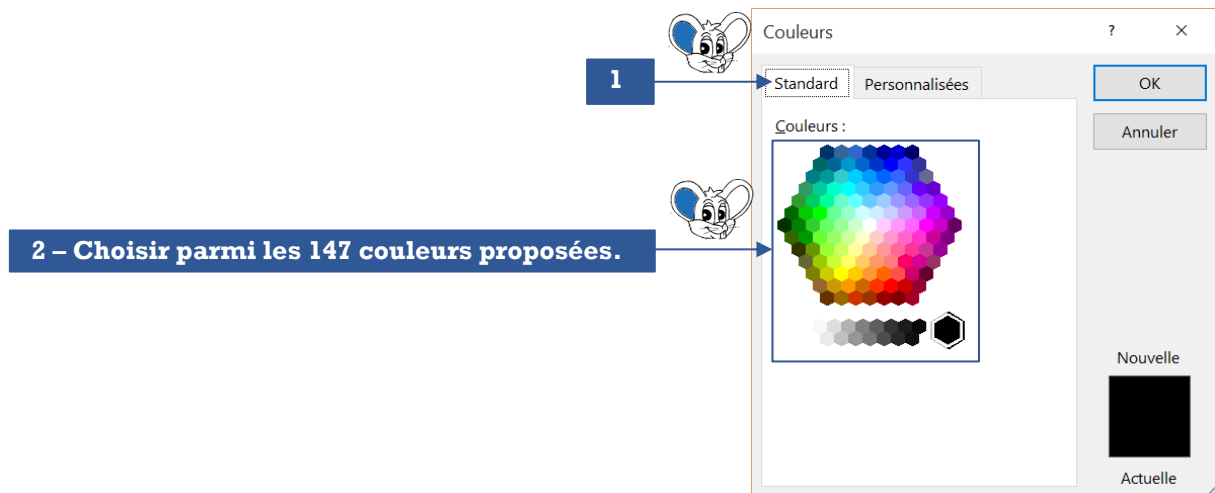 Couleurs ? ×
1
Standard Personnalisées OK
Couleurs : Annuler
2 – Choisir parmi les 147 couleurs proposées.
Nouvelle
Actuelle